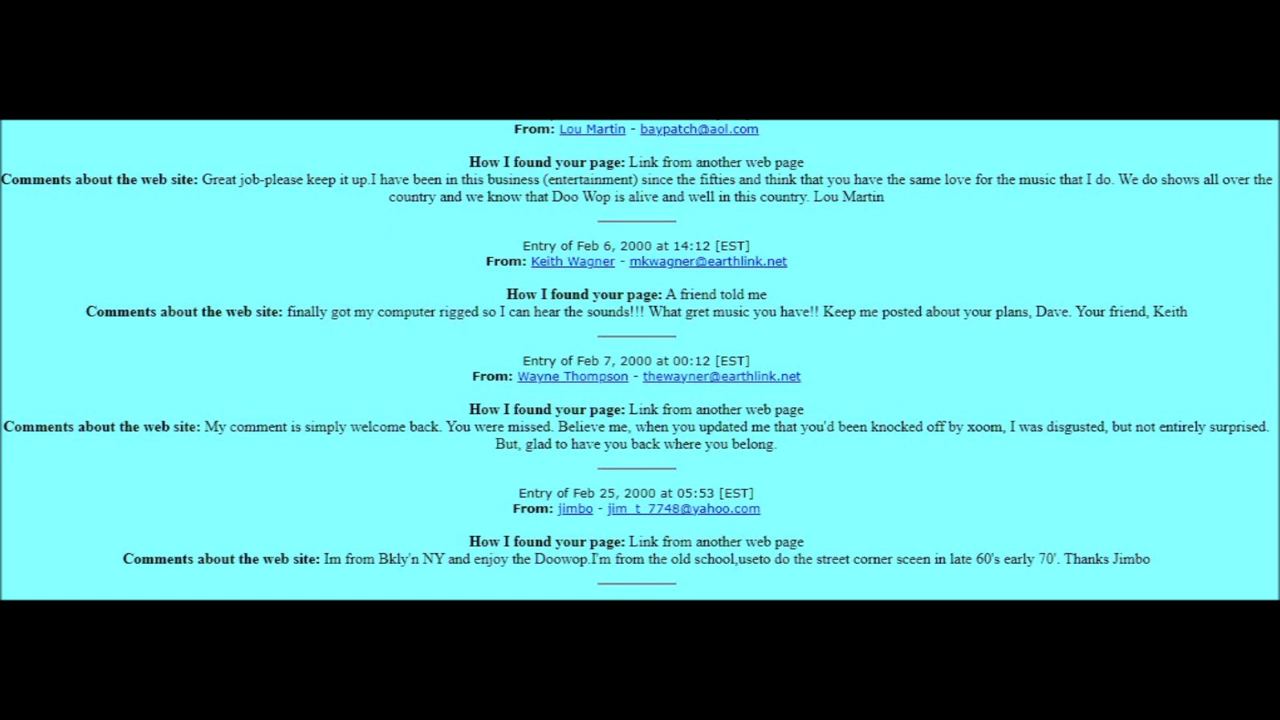 From: Lou Martin - baypatch@aol.com
How I found your page: Link from another web page
Comments about the web site: Great job-please keep it up.I have been in this business (entertainment) since the fifties and think that you have the same love for the music that I do. We do shows all over the
country and we know that Doo Wop is alive and well in this country. Lou Martin
Entry of Feb 6, 2000 at 14:12 [EST]
From: Keith Wagner - mkwagner@earthlink.net
How I found your page: A friend told me
Comments about the web site: finally got my computer rigged so I can hear the sounds!!! What gret music you have!! Keep me posted about your plans, Dave. Your friend, Keith
Entry of Feb 7, 2000 at 00:12 [EST]
From: Wayne Thompson - thewayner@earthlink.net
How I found your page: Link from another web page
Comments about the web site: My comment is simply welcome back. You were missed. Believe me, when you updated me that you'd been knocked off by xoom, I was disgusted, but not entirely surprised.
But, glad to have you back where you belong.
Entry of Feb 25, 2000 at 05:53 [EST]
From: jimbo - jim_t_7748@yahoo.com
How I found your page: Link from another web page
Comments about the web site: Im from Bkly'n NY and enjoy the Doowop.I'm from the old school,useto do the street corner sceen in late 60's early 70'. Thanks Jimbo